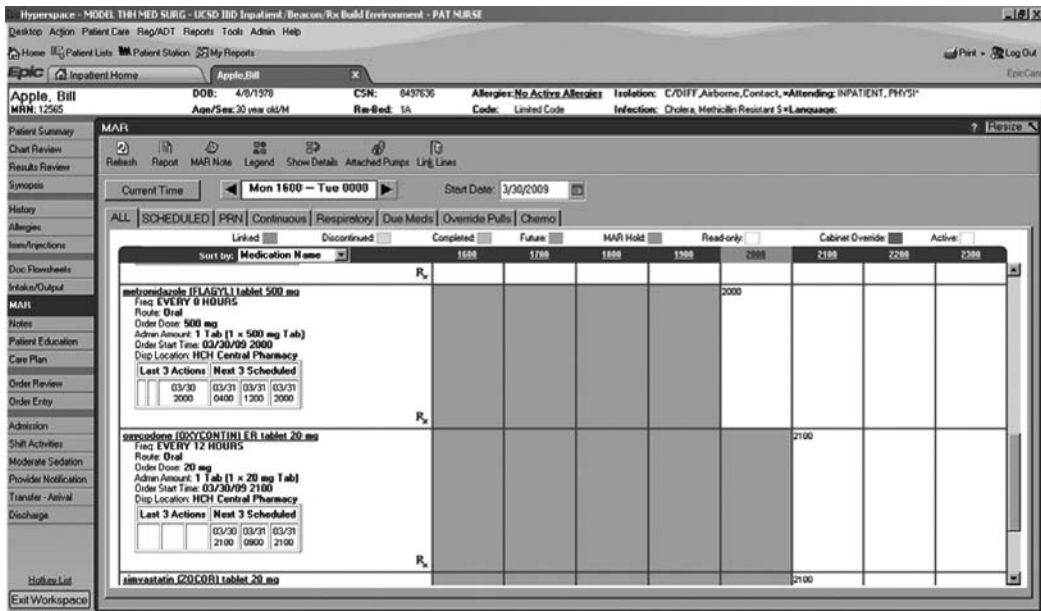 Hyperspace - MODEL THH MED SURG - UCSD IBD Inpatient/Beacon/Rx Build Environment - PAT NURSE
Desktop Action Patient Care Reg/ADT Reports Tools Admin Help
Home Patient Lists Patient Station My Reports Print Log Out
Epic Inpatient Home Apple,Bill X EpicCare
Apple, Bill DOB: 4/8/1978 CSN: 8497636 Allergies: No Active Allergies Isolation: C/DIFF,Airborne,Contact, Attending: INPATIENT, PHYSI*
MRN: 12565 Age/Sex: 30 year old/M Rm-Bed: 1A Code: Limited Code Infection: Cholera, Methicillin Resistant S Language:
Patient Summary
Chart Review
Results Review
Synopsis
History
Allergies
Imm/Injections
Doc Flowsheets
Intake/Output
MAR
Notes
Patient Education
Care Plan
Order Review
Order Entry
Admission
Shift Activities
Moderate Sedation
Provider Notification
Transfer - Arrival
Discharge
Hotkey List
Exit Workspace
MAR ? Resize
Refresh Report MAR Note Legend Show Details Attached Pumps Link Lines
Current Time Mon 1600 — Tue 0000 Start Date: 3/30/2009
ALL SCHEDULED PRN Continuous Respiratory Due Meds Override Pulls Chemo
Linked: Discontinued: Completed: Future: MAR Hold: Read-only: Cabinet Override: Active:
Sort by: Medication Name 1600 1700 1800 1900 2000 2100 2200 2300
Rx
metronidazole (FLAGYL) tablet 500 mg 2000
Freq: EVERY 8 HOURS
Route: Oral
Order Dose: 500 mg
Admin Amount: 1 Tab (1 × 500 mg Tab)
Order Start Time: 03/30/09 2000
Disp Location: HCH Central Pharmacy
Last 3 Actions Next 3 Scheduled
03/30 03/31 03/31 03/31
2000 0400 1200 2000
Rx
oxycodone (OXYCONTIN) ER tablet 20 mg 2100
Freq: EVERY 12 HOURS
Route: Oral
Order Dose: 20 mg
Admin Amount: 1 Tab (1 × 20 mg Tab)
Order Start Time: 03/30/09 2100
Disp Location: HCH Central Pharmacy
Last 3 Actions Next 3 Scheduled
03/30 03/31 03/31
2100 0900 2100
Rx
simvastatin (ZOCOR) tablet 20 mg 2100